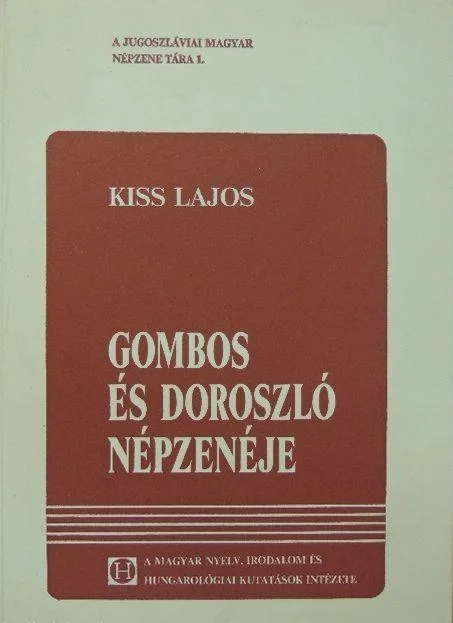 A JUGOSZLÁVIAI MAGYAR
NÉPZENE TÁRA 1.
KISS LAJOS
GOMBOS
ÉS DOROSZLÓ
NÉPZENÉJE
H
A MAGYAR NYELV, IRODALOM ÉS
HUNGAROLÓGIAI KUTATÁSOK INTÉZETE